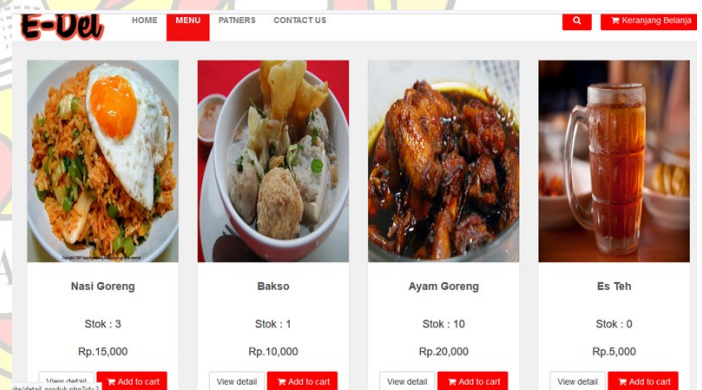 E-Del
HOME MENU PATNERS CONTACT US
Keranjang Belanja
Nasi Goreng Bakso Ayam Goreng Es Teh
Stok : 3 Stok : 1 Stok : 10 Stok : 0
Rp.15,000 Rp.10,000 Rp.20,000 Rp.5,000
View detail Add to cart View detail Add to cart View detail Add to cart View detail Add to cart